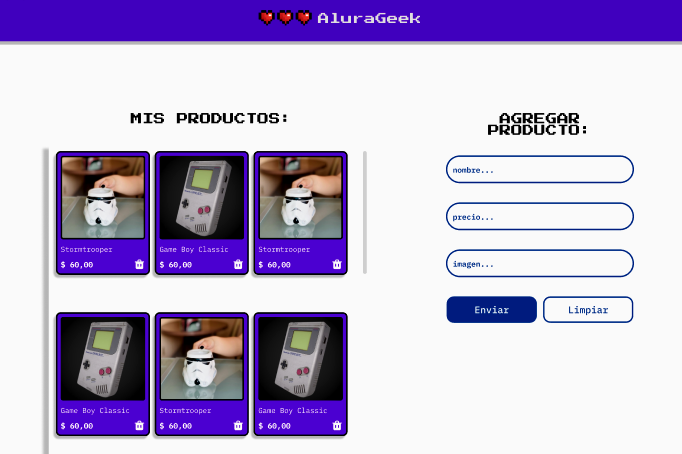 AluraGeek
MIS PRODUCTOS:
Stormtrooper
$ 60,00
Game Boy Classic
$ 60,00
Stormtrooper
$ 60,00
Game Boy Classic
$ 60,00
Stormtrooper
$ 60,00
Game Boy Classic
$ 60,00
AGREGAR
PRODUCTO:
nombre...
precio...
imagen...
Enviar
Limpiar